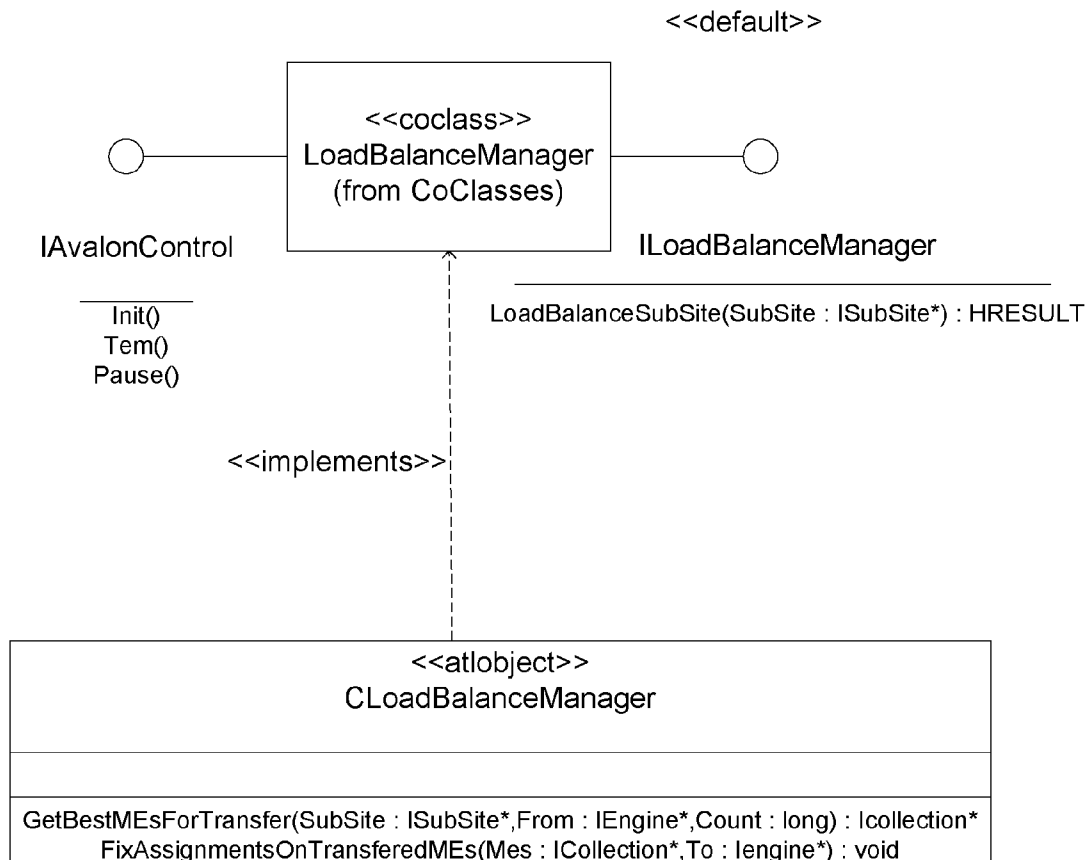 <<default>>
<<coclass>>
LoadBalanceManager
(from CoClasses)
IAvalonControl
ILoadBalanceManager
Init()
Tem()
Pause()
LoadBalanceSubSite(SubSite : ISubSite*) : HRESULT
<<implements>>
<<atlobject>>
CLoadBalanceManager
GetBestMEsForTransfer(SubSite : ISubSite*,From : IEngine*,Count : long) : Icollection*
FixAssignmentsOnTransferedMEs(Mes : ICollection*,To : Iengine*) : void